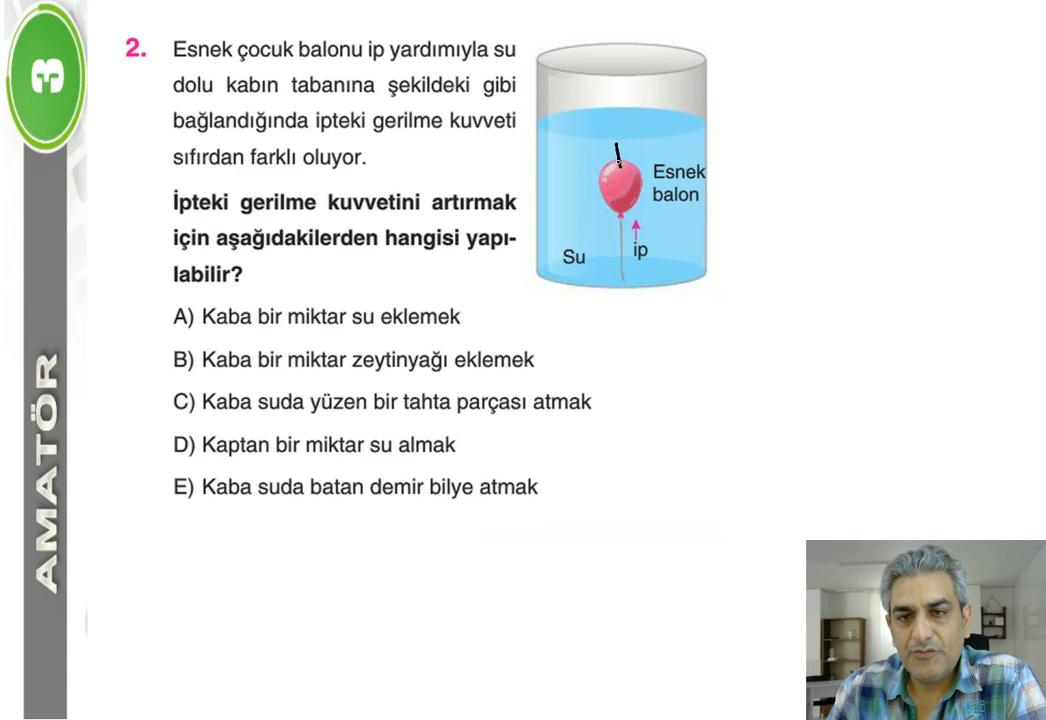 3
2. Esnek çocuk balonu ip yardımıyla su
dolu kabın tabanına şekildeki gibi
bağlandığında ipteki gerilme kuvveti
sıfırdan farklı oluyor.
İpteki gerilme kuvvetini artırmak
için aşağıdakilerden hangisi yapı-
labilir?
Esnek
balon
Su
ip
A) Kaba bir miktar su eklemek
B) Kaba bir miktar zeytinyağı eklemek
C) Kaba suda yüzen bir tahta parçası atmak
D) Kaptan bir miktar su almak
E) Kaba suda batan demir bilye atmak
AMATÖR